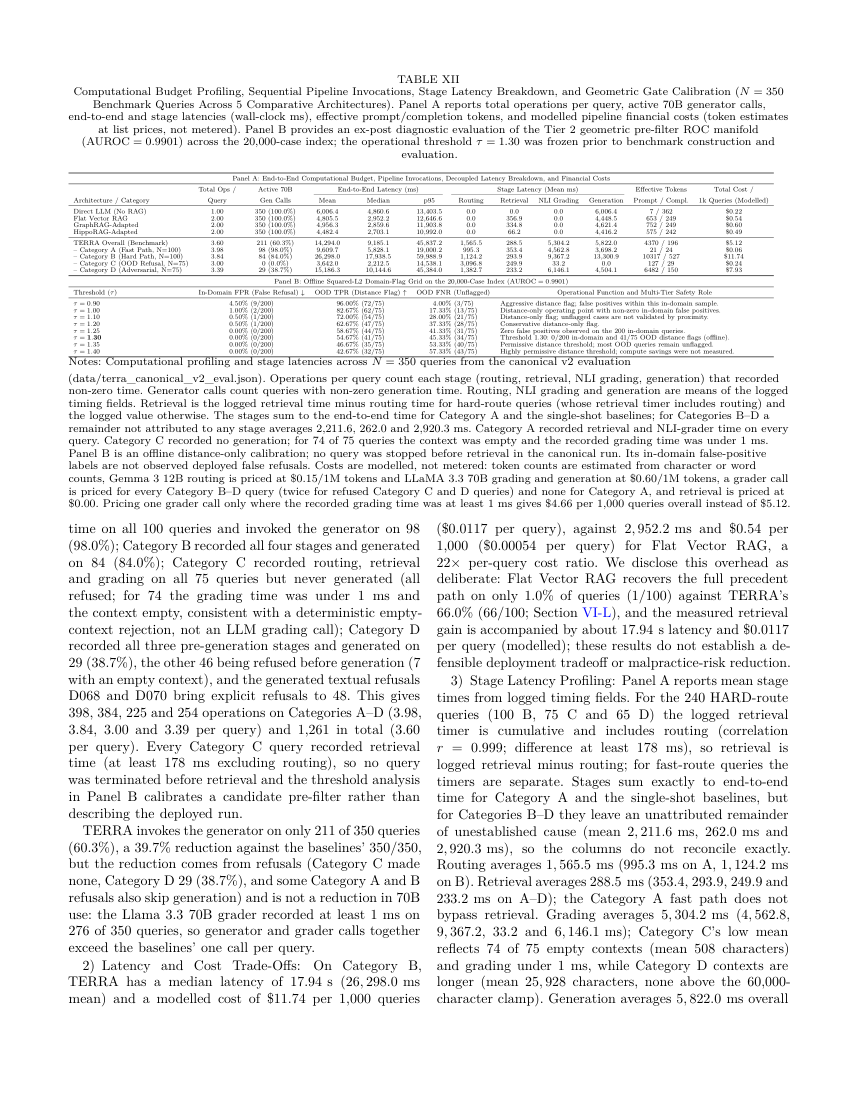 TABLE XII
Computational Budget Profiling, Sequential Pipeline Invocations, Stage Latency Breakdown, and Geometric Gate Calibration (N = 350
Benchmark Queries Across 5 Comparative Architectures). Panel A reports total operations per query, active 70B generator calls,
end-to-end and stage latencies (wall-clock ms), effective prompt/completion tokens, and modelled pipeline financial costs (token estimates
at list prices, not metered). Panel B provides an ex-post diagnostic evaluation of the Tier 2 geometric pre-filter ROC manifold
(AUROC = 0.9901) across the 20,000-case index; the operational threshold τ = 1.30 was frozen prior to benchmark construction and
evaluation.
Panel A: End-to-End Computational Budget, Pipeline Invocations, Decoupled Latency Breakdown, and Financial Costs
Total Ops / Active 70B End-to-End Latency (ms) Stage Latency (Mean ms) Effective Tokens Total Cost /
Architecture / Category Query Gen Calls Mean Median p95 Routing Retrieval NLI Grading Generation Prompt / Compl. 1k Queries (Modelled)
Direct LLM (No RAG) 1.00 350 (100.0%) 6,006.4 4,860.6 13,403.5 0.0 0.0 0.0 6,006.4 7 / 362 $0.22
Flat Vector RAG 2.00 350 (100.0%) 4,805.5 2,952.2 12,646.6 0.0 356.9 0.0 4,448.7 653 / 249 $0.54
GraphRAG-Adapted 2.00 350 (100.0%) 4,956.3 2,859.6 11,903.8 0.0 334.8 0.0 4,621.4 752 / 249 $0.60
HippoRAG-Adapted 2.00 350 (100.0%) 4,482.4 2,703.1 10,992.0 0.0 66.2 0.0 4,416.2 575 / 242 $0.49
TERRA Overall (Benchmark) 3.60 211 (60.3%) 14,294.0 9,185.1 45,837.2 1,565.5 288.5 5,304.2 5,822.0 4370 / 196 $5.12
– Category A (Fast Path, N=100) 3.98 98 (98.0%) 9,609.7 5,828.1 19,000.2 995.3 353.4 4,562.8 3,698.2 21 / 24 $0.06
– Category B (Hard Path, N=100) 3.84 84 (84.0%) 26,298.0 17,938.5 59,988.9 1,124.2 293.9 9,367.2 13,300.9 10317 / 527 $11.74
– Category C (OOD Refusal, N=75) 3.00 0 (0.0%) 3,642.0 2,212.5 14,538.1 3,096.8 249.9 33.2 0.0 127 / 29 $0.24
– Category D (Adversarial, N=75) 3.39 29 (38.7%) 15,186.3 10,144.6 45,384.0 1,382.7 233.2 6,146.1 4,504.1 6482 / 150 $7.93
Panel B: Offline Squared-L2 Domain-Flag Grid on the 20,000-Case Index (AUROC = 0.9901)
Threshold (τ) In-Domain FPR (False Refusal) ↓ OOD TPR (Distance Flag) ↑ OOD FNR (Unflagged) Operational Function and Multi-Tier Safety Role
τ = 0.90 4.50% (9/200) 96.00% (72/75) 4.00% (3/75) Aggressive distance flag; false positives within this in-domain sample.
τ = 1.00 1.00% (2/200) 82.67% (62/75) 17.33% (13/75) Distance-only operating point with non-zero in-domain false positives.
τ = 1.10 0.50% (1/200) 72.00% (54/75) 28.00% (21/75) Distance-only flag; unflagged cases are not validated by proximity.
τ = 1.20 0.50% (1/200) 62.67% (47/75) 37.33% (28/75) Conservative distance-only flag.
τ = 1.25 0.00% (0/200) 58.67% (44/75) 41.33% (31/75) Zero false positives observed on the 200 in-domain queries.
τ = 1.30 0.00% (0/200) 54.67% (41/75) 45.33% (34/75) Threshold 1.30: 0/200 in-domain and 41/75 OOD distance flags (offline).
τ = 1.35 0.00% (0/200) 46.67% (35/75) 53.33% (40/75) Permissive distance threshold; most OOD queries remain unflagged.
τ = 1.40 0.00% (0/200) 42.67% (32/75) 57.33% (43/75) Highly permissive distance threshold; compute savings were not measured.
Notes: Computational profiling and stage latencies across N = 350 queries from the canonical v2 evaluation
(data/terra_canonical_v2_eval.json). Operations per query count each stage (routing, retrieval, NLI grading, generation) that recorded
non-zero time. Generator calls count queries with non-zero generation time. Routing, NLI grading and generation are means of the logged
timing fields. Retrieval is the logged retrieval time minus routing time for hard-route queries (whose retrieval timer includes routing) and
the logged value otherwise. The stages sum to the end-to-end time for Category A and the single-shot baselines; for Categories B–D a
remainder not attributed to any stage averages 2,211.6, 262.0 and 2,920.3 ms. Category A recorded retrieval and NLI-grader time on every
query. Category C recorded no generation; for 74 of 75 queries the context was empty and the recorded grading time was under 1 ms.
Panel B is an offline distance-only calibration; no query was stopped before retrieval in the canonical run. Its in-domain false-positive
labels are not observed deployed false refusals. Costs are modelled, not metered: token counts are estimated from character or word
counts, Gemma 3 12B routing is priced at $0.15/1M tokens and LLaMA 3.3 70B grading and generation at $0.60/1M tokens, a grader call
is priced for every Category B–D query (twice for refused Category C and D queries) and none for Category A, and retrieval is priced at
$0.00. Pricing one grader call only where the recorded grading time was at least 1 ms gives $4.66 per 1,000 queries overall instead of $5.12.
time on all 100 queries and invoked the generator on 98
(98.0%); Category B recorded all four stages and generated
on 84 (84.0%); Category C recorded routing, retrieval
and grading on all 75 queries but never generated (all
refused; for 74 the grading time was under 1 ms and
the context empty, consistent with a deterministic empty-
context rejection, not an LLM grading call); Category D
recorded all three pre-generation stages and generated on
29 (38.7%), the other 46 being refused before generation (7
with an empty context), and the generated textual refusals
D068 and D070 bring explicit refusals to 48. This gives
398, 384, 225 and 254 operations on Categories A–D (3.98,
3.84, 3.00 and 3.39 per query) and 1,261 in total (3.60
per query). Every Category C query recorded retrieval
time (at least 178 ms excluding routing), so no query
was terminated before retrieval and the threshold analysis
in Panel B calibrates a candidate pre-filter rather than
describing the deployed run.
TERRA invokes the generator on only 211 of 350 queries
(60.3%), a 39.7% reduction against the baselines' 350/350,
but the reduction comes from refusals (Category C made
none, Category D 29 (38.7%), and some Category A and B
refusals also skip generation) and is not a reduction in 70B
use: the Llama 3.3 70B grader recorded at least 1 ms on
276 of 350 queries, so generator and grader calls together
exceed the baselines' one call per query.
2) Latency and Cost Trade-Offs: On Category B,
TERRA has a median latency of 17.94 s (26,298.0 ms
mean) and a modelled cost of $11.74 per 1,000 queries
($0.0117 per query), against 2,952.2 ms and $0.54 per
1,000 ($0.00054 per query) for Flat Vector RAG, a
22× per-query cost ratio. We disclose this overhead as
deliberate: Flat Vector RAG recovers the full precedent
path on only 1.0% of queries (1/100) against TERRA's
66.0% (66/100; Section VI-L), and the measured retrieval
gain is accompanied by about 17.94 s latency and $0.0117
per query (modelled); these results do not establish a de-
fensible deployment tradeoff or malpractice-risk reduction.
3) Stage Latency Profiling: Panel A reports mean stage
times from logged timing fields. For the 240 HARD-route
queries (100 B, 75 C and 65 D) the logged retrieval
timer is cumulative and includes routing (correlation
r = 0.999; difference at least 178 ms), so retrieval is
logged retrieval minus routing; for fast-route queries the
timers are separate. Stages sum exactly to end-to-end
time for Category A and the single-shot baselines, but
for Categories B–D they leave an unattributed remainder
of unestablished cause (mean 2,211.6 ms, 262.0 ms and
2,920.3 ms), so the columns do not reconcile exactly.
Routing averages 1,565.5 ms (995.3 ms on A, 1,124.2 ms
on B). Retrieval averages 288.5 ms (353.4, 293.9, 249.9 and
233.2 ms on A–D); the Category A fast path does not
bypass retrieval. Grading averages 5,304.2 ms (4,562.8,
9,367.2, 33.2 and 6,146.1 ms); Category C's low mean
reflects 74 of 75 empty contexts (mean 508 characters)
and grading under 1 ms, while Category D contexts are
longer (mean 25,928 characters, none above the 60,000-
character clamp). Generation averages 5,822.0 ms overall